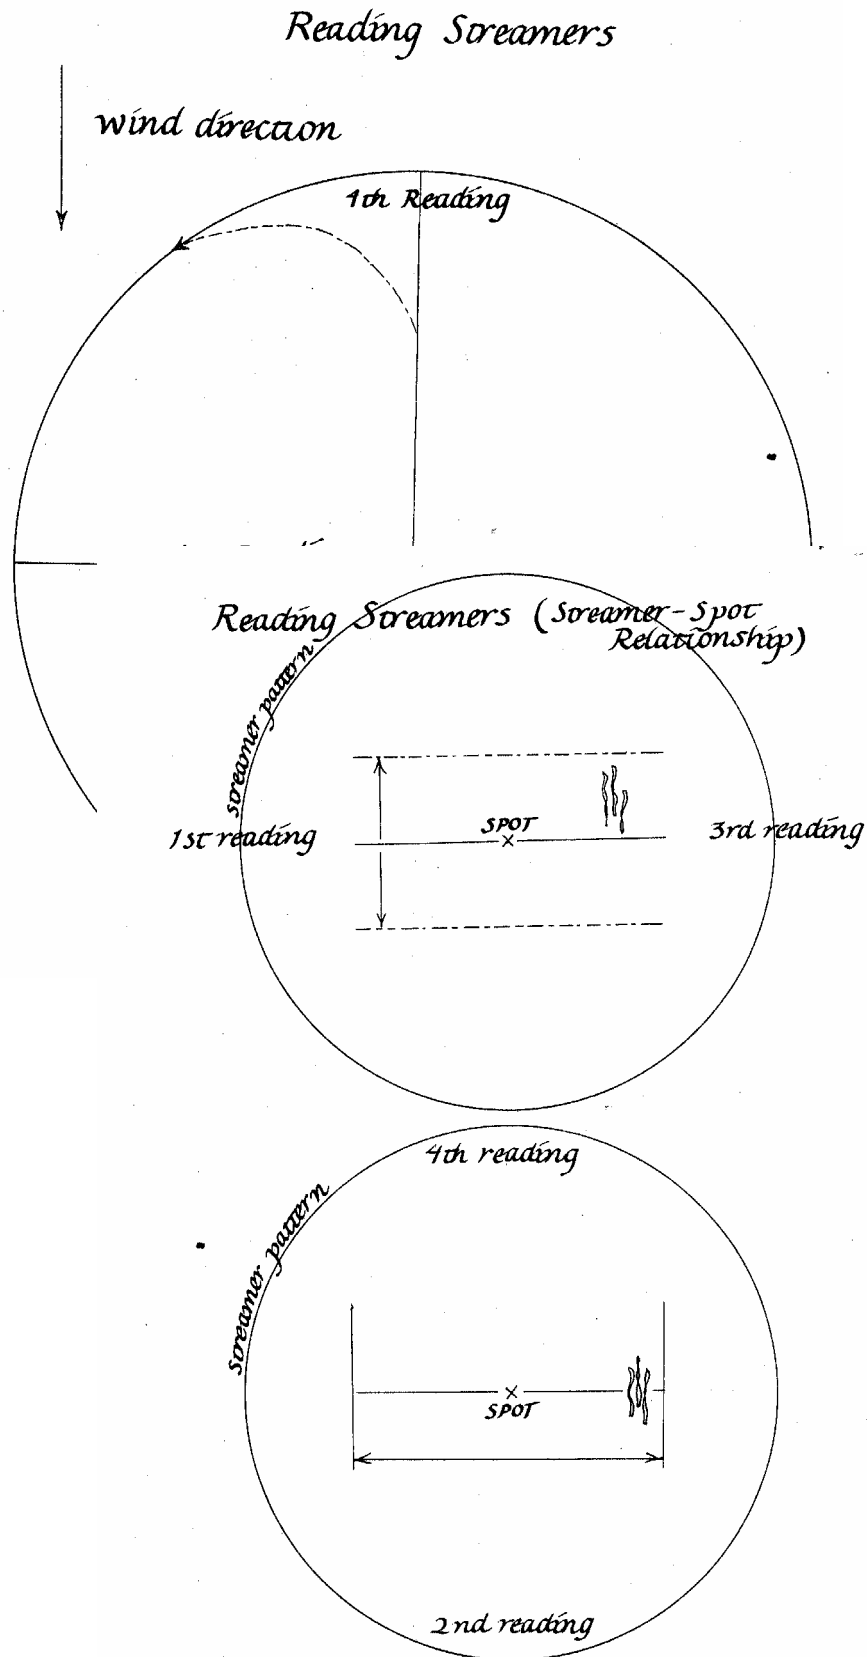 Reading Streamers
wind direction
4th Reading
Reading Streamers (Streamer-Spot
Relationship)
streamer pattern
1st reading
SPOT
3rd reading
4th reading
streamer pattern
SPOT
2nd reading